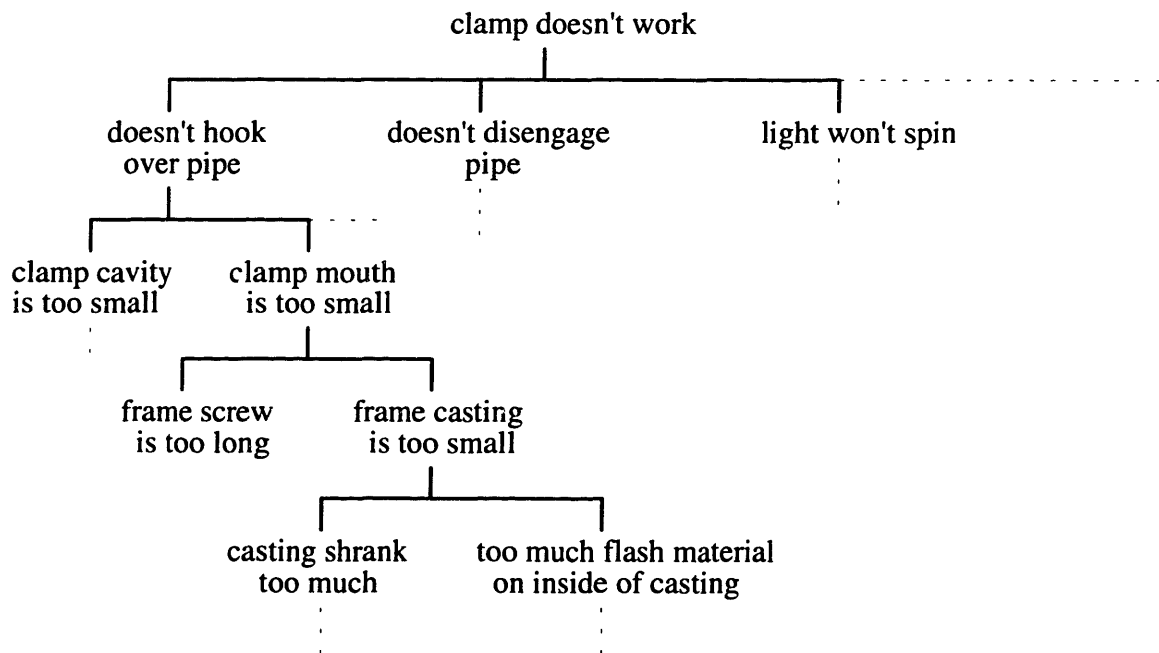 clamp doesn't work
doesn't hook
over pipe
doesn't disengage
pipe
light won't spin
clamp cavity
is too small
clamp mouth
is too small
frame screw
is too long
frame casting
is too small
casting shrank
too much
too much flash material
on inside of casting